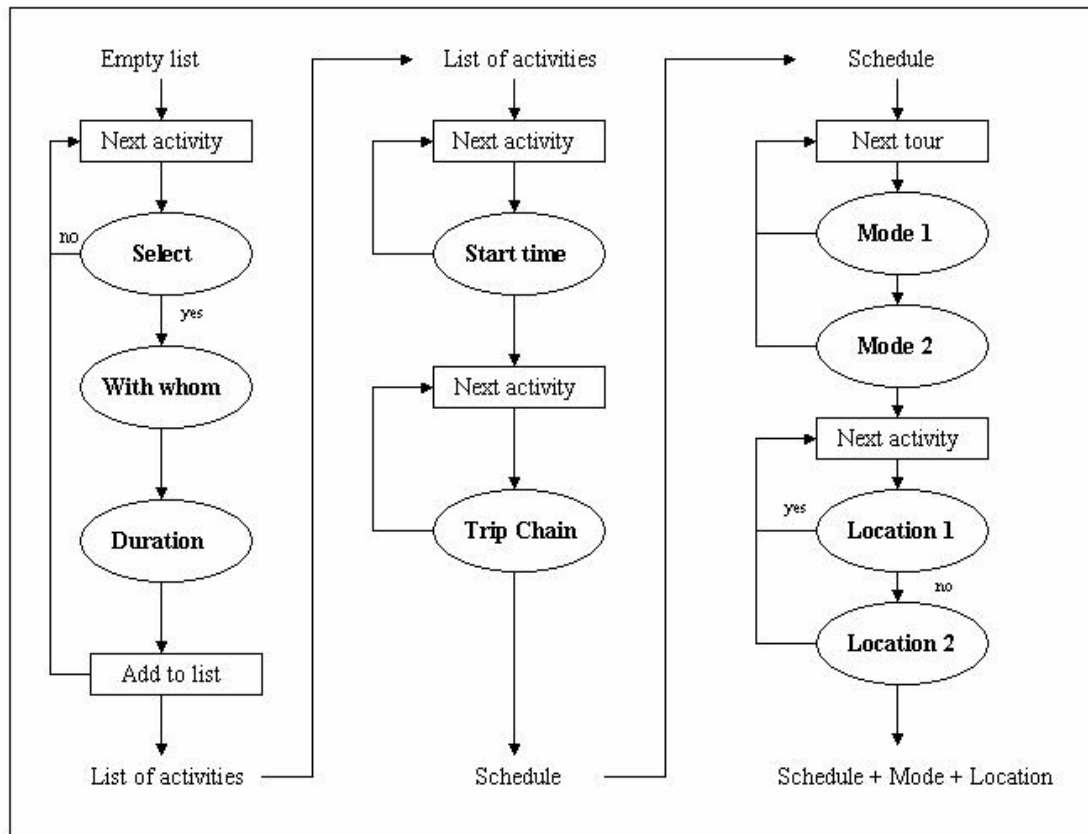 Empty list
Next activity
no
Select
yes
With whom
Duration
Add to list
List of activities
List of activities
Next activity
Start time
Next activity
Trip Chain
Schedule
Schedule
Next tour
Mode 1
Mode 2
Next activity
yes
Location 1
no
Location 2
Schedule + Mode + Location